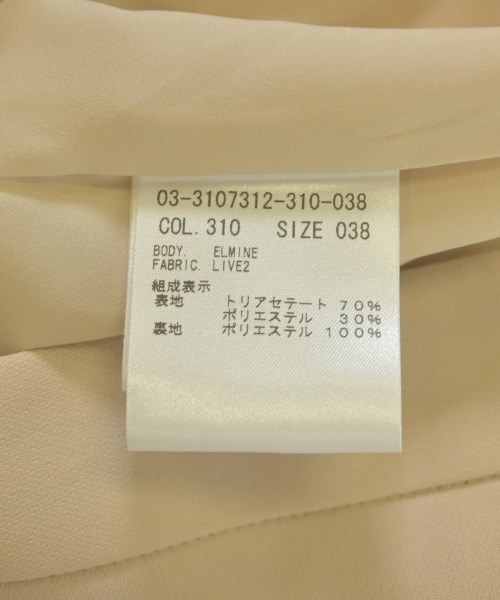 03-3107312-310-038
COL. 310 SIZE 038
BODY. ELMINE
FABRIC. LIVE2
組成表示
表地 トリアセテート 70%
ポリエステル 30%
裏地 ポリエステル 100%